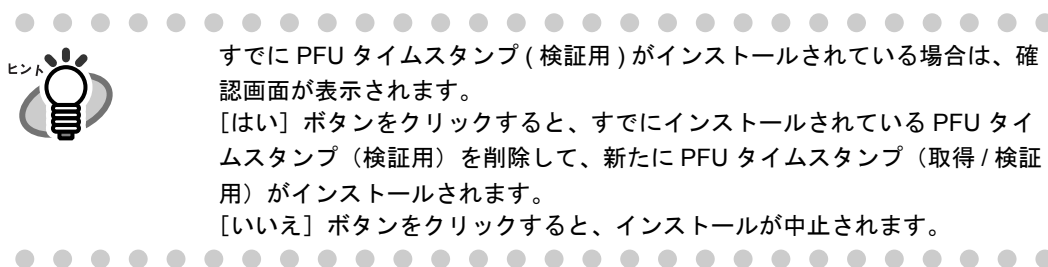 ヒント
すでに PFU タイムスタンプ ( 検証用 ) がインストールされている場合は、確
認画面が表示されます。
［はい］ボタンをクリックすると、すでにインストールされている PFU タイ
ムスタンプ（検証用）を削除して、新たに PFU タイムスタンプ（取得 / 検証
用）がインストールされます。
［いいえ］ボタンをクリックすると、インストールが中止されます。